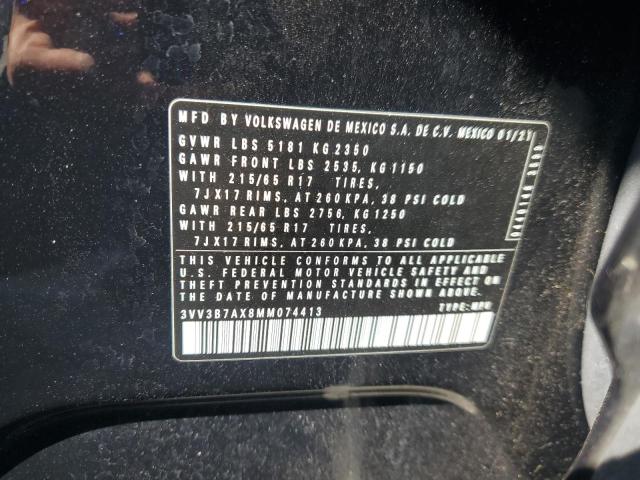 MFD BY VOLKSWAGEN DE MEXICO S.A. DE C.V. MEXICO 01/21
GVWR LBS 5181 KG 2350
GAWR FRONT LBS 2535, KG 1150
WITH 215/65 R17 TIRES,
7JX17 RIMS, AT 260 KPA, 38 PSI COLD
GAWR REAR LBS 2756, KG 1250
WITH 215/65 R17 TIRES,
7JX17 RIMS, AT 260 KPA, 38 PSI COLD
THIS VEHICLE CONFORMS TO ALL APPLICABLE
U.S. FEDERAL MOTOR VEHICLE SAFETY AND
THEFT PREVENTION STANDARDS IN EFFECT ON
THE DATE OF MANUFACTURE SHOWN ABOVE.
3VV3B7AX8MM074413 TYPE: MPV